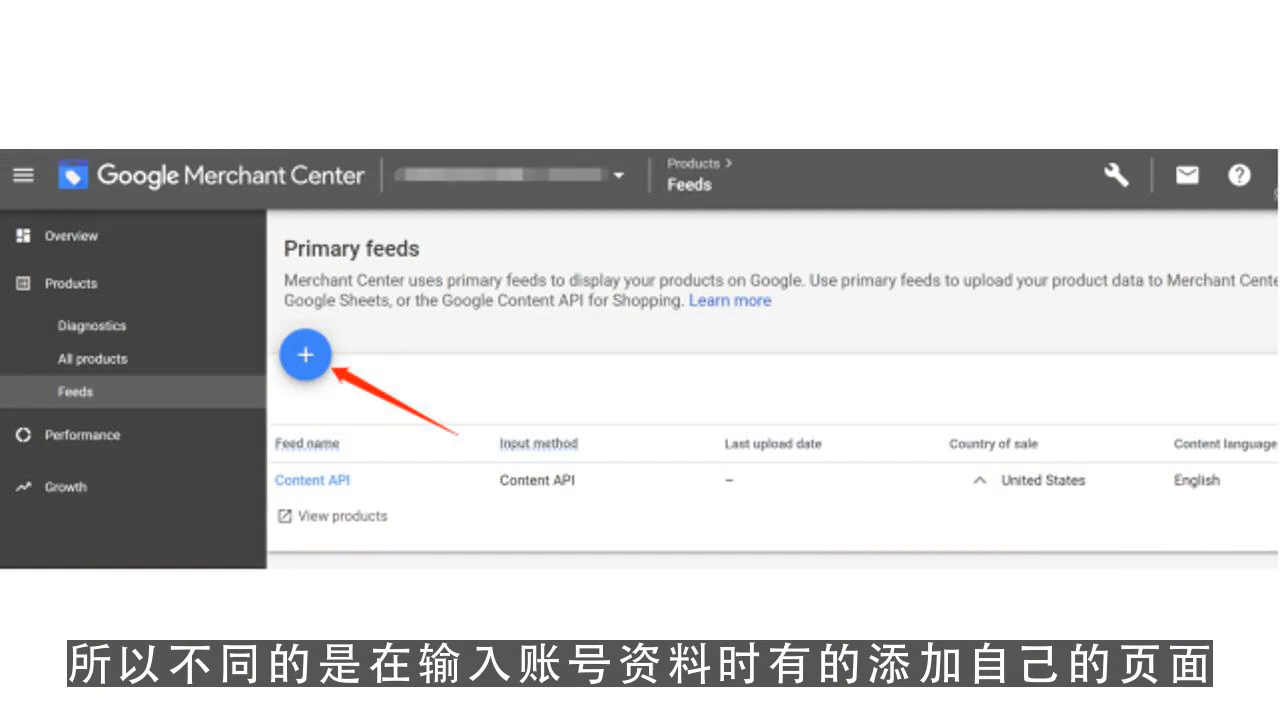 Google Merchant Center
Products >
Feeds
Overview
Products
Diagnostics
All products
Feeds
Performance
Growth
Primary feeds
Merchant Center uses primary feeds to display your products on Google. Use primary feeds to upload your product data to Merchant Cente
Google Sheets, or the Google Content API for Shopping. Learn more
Feed name Input method Last upload date Country of sale Content language
Content API Content API – United States English
View products
所以不同的是在输入账号资料时有的添加自己的页面